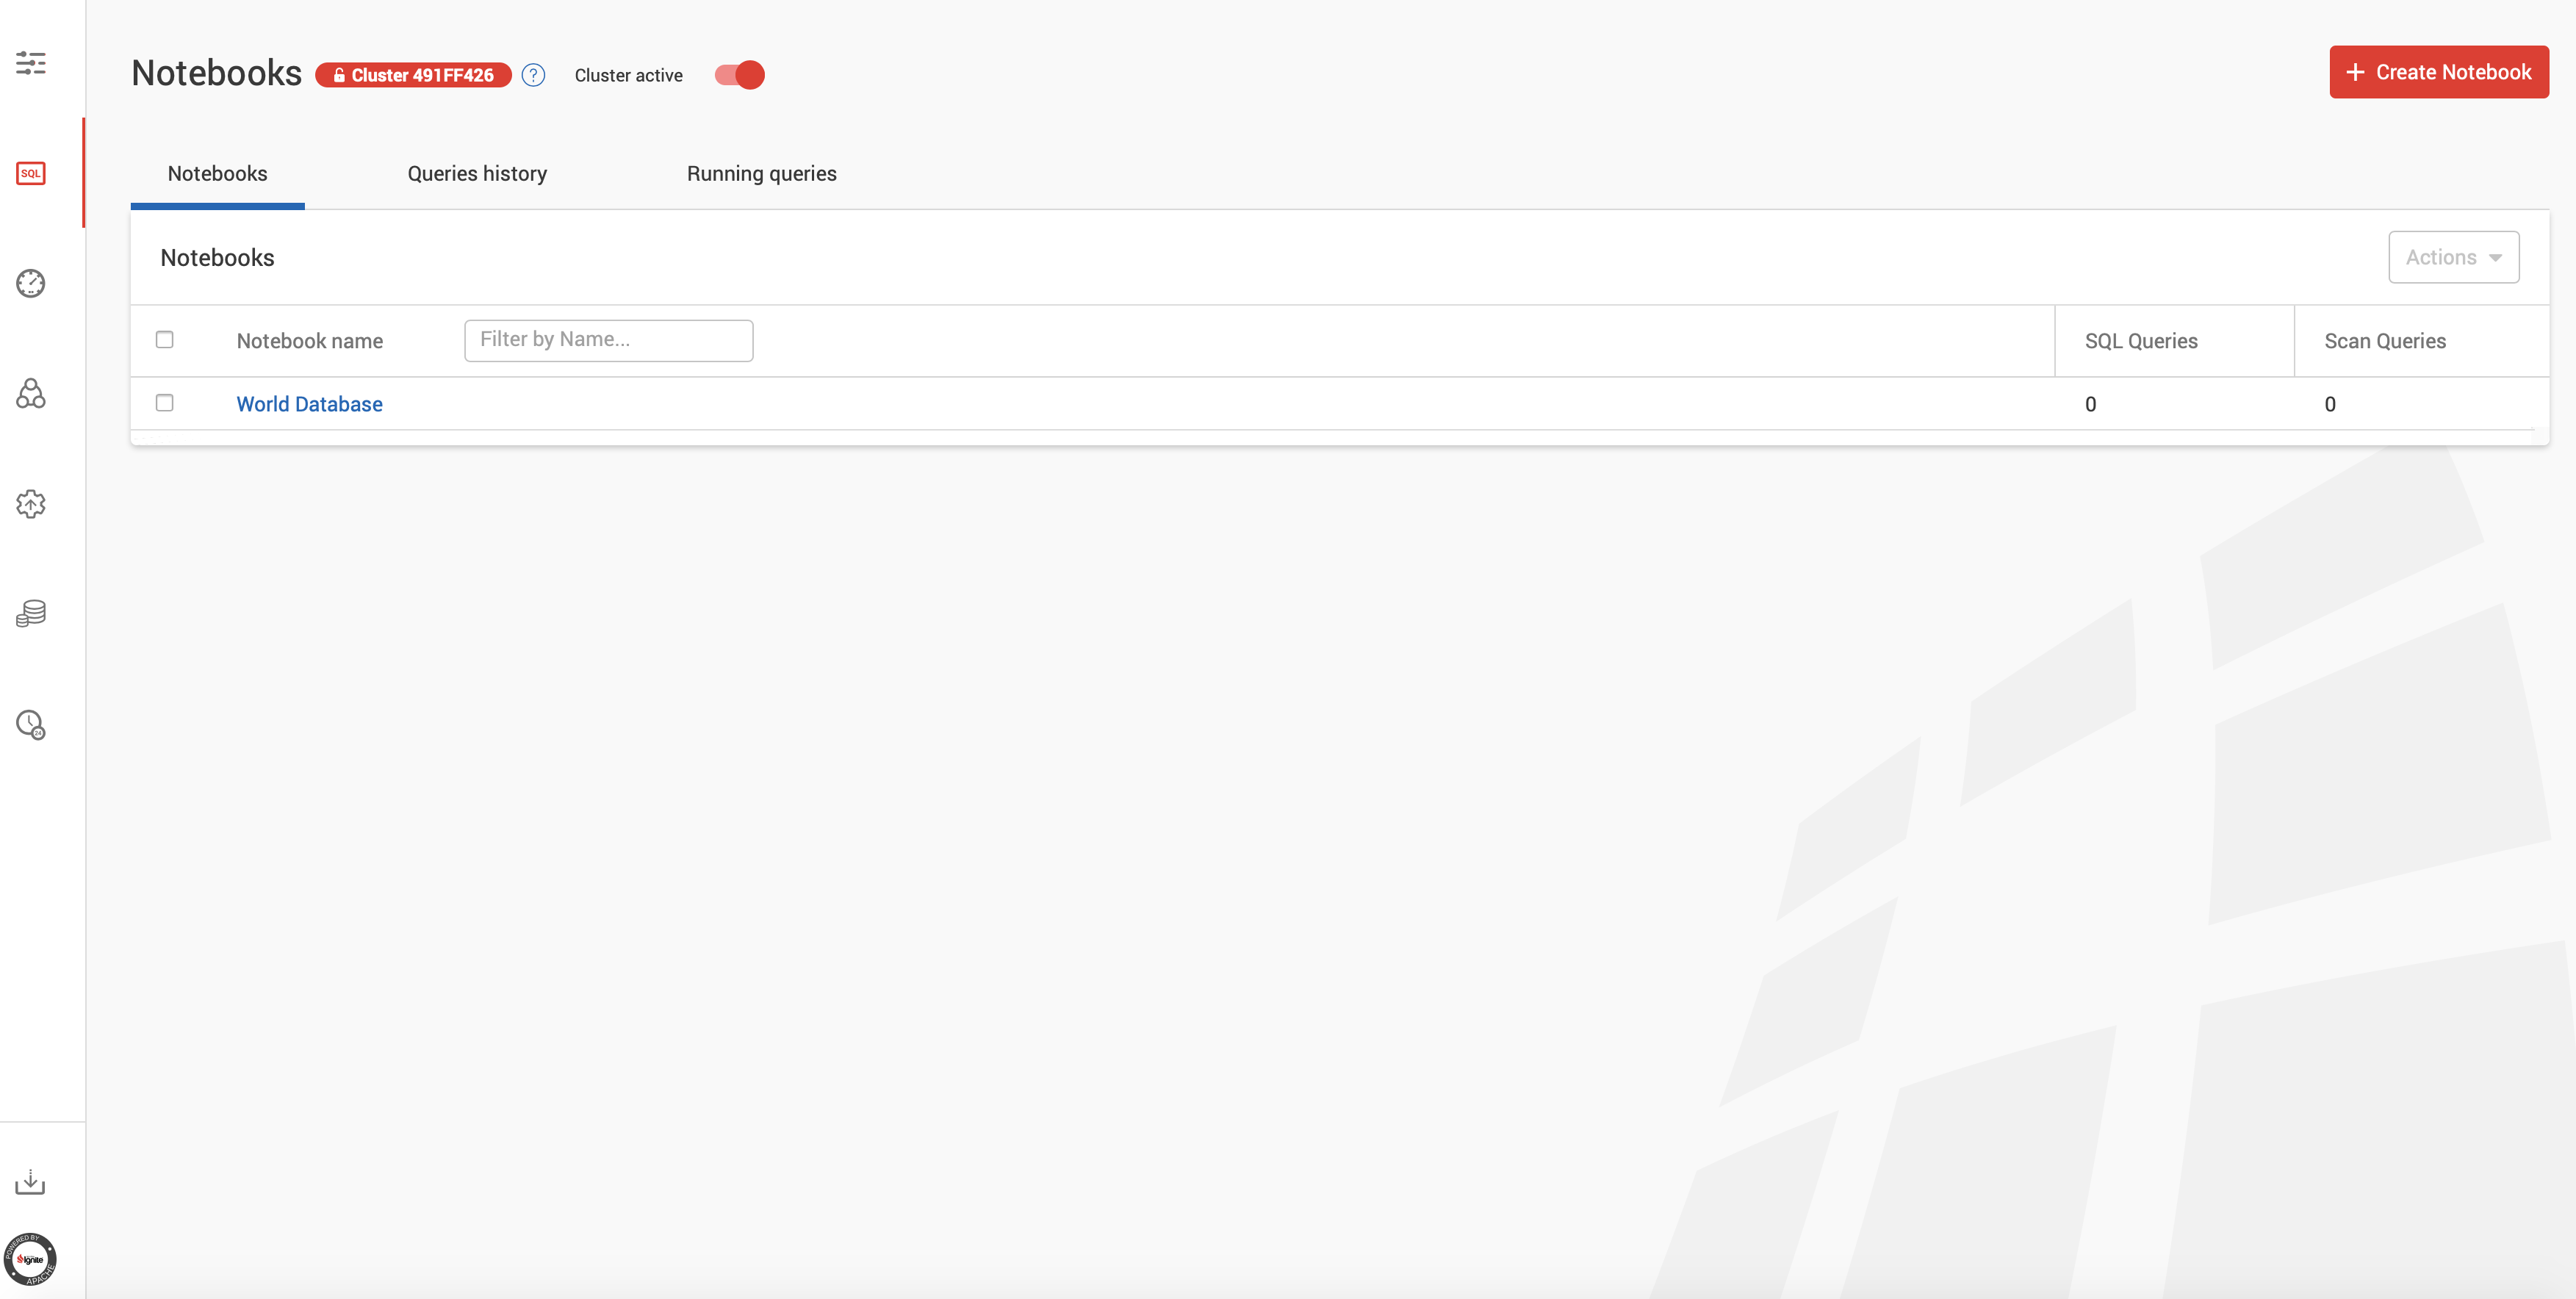 Notebooks Cluster 491FF426 ? Cluster active
+ Create Notebook
SQL
Notebooks Queries history Running queries
Notebooks Actions
Notebook name Filter by Name... SQL Queries Scan Queries
World Database 0 0
24
POWERED BY
Ignite
APACHE